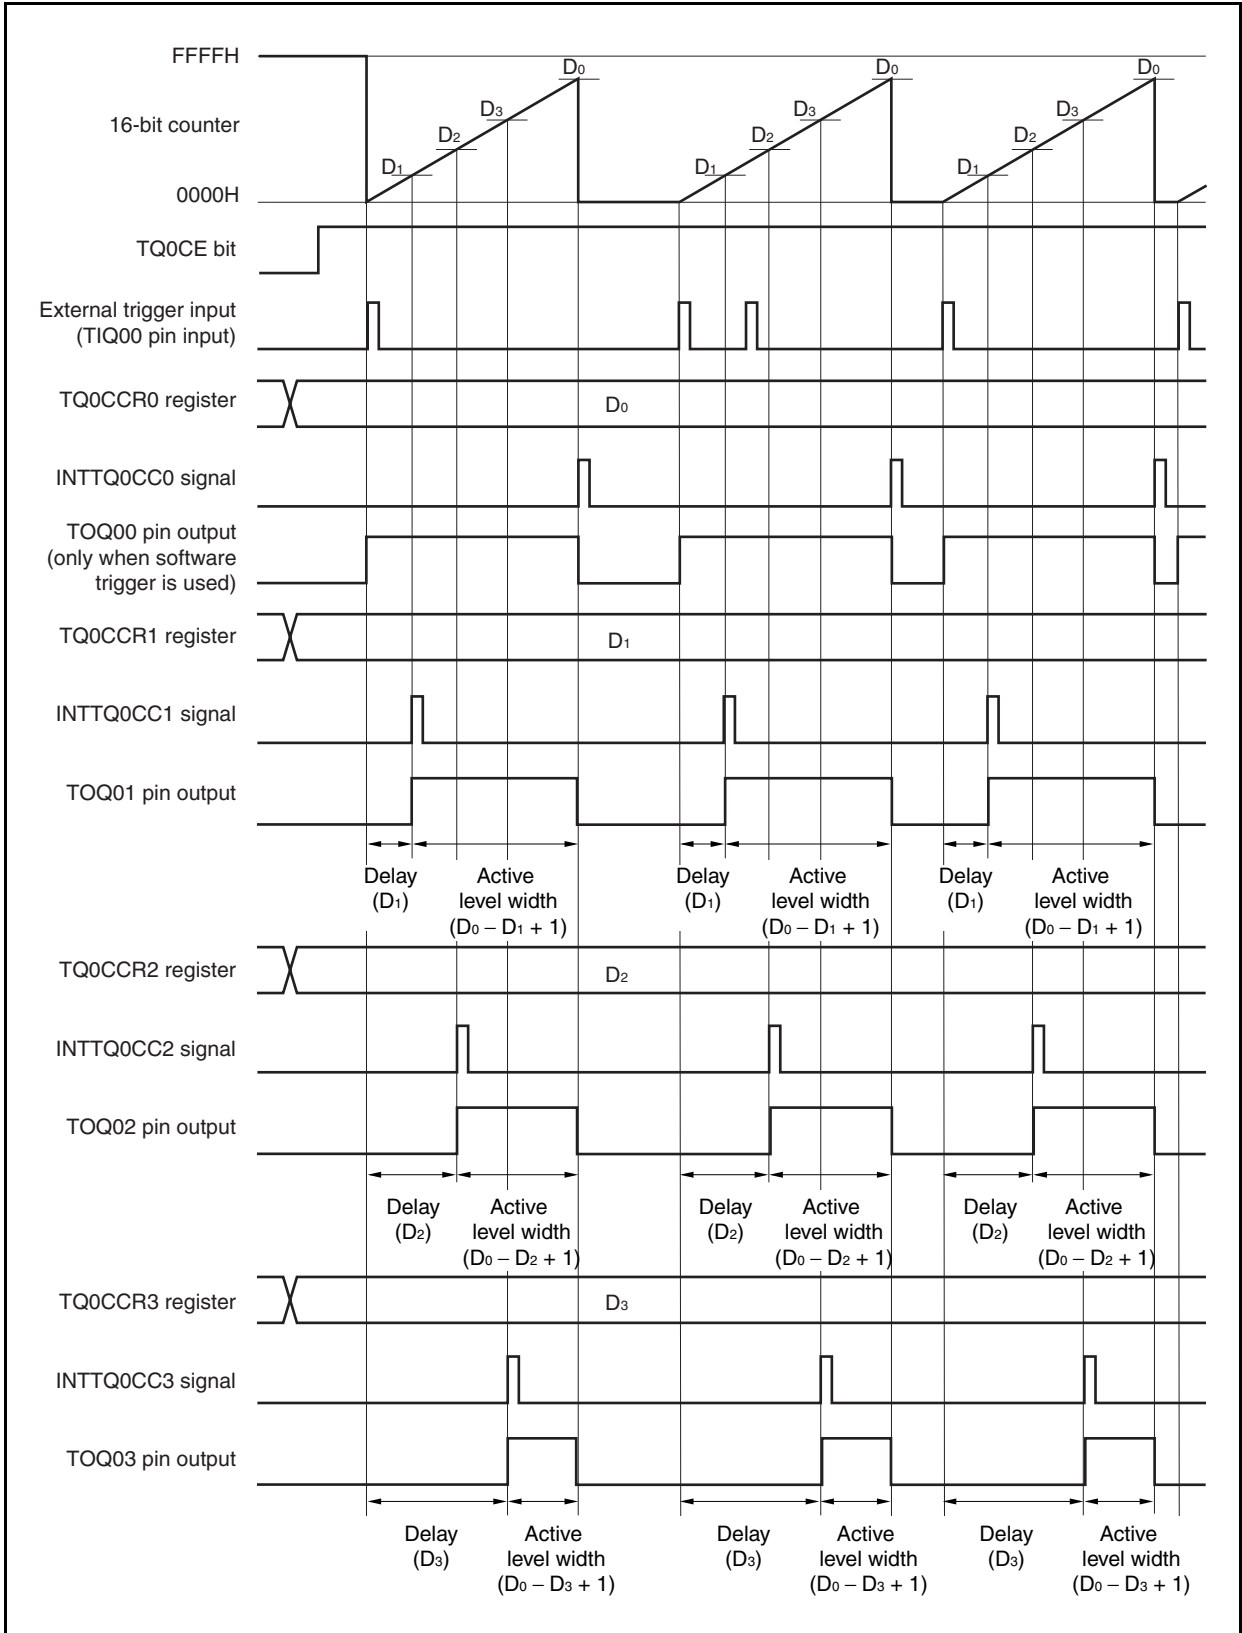 FFFFH
D0 D0 D0
D3 D3 D3
16-bit counter
D2 D2 D2
D1 D1 D1
0000H
TQ0CE bit
External trigger input
(TIQ00 pin input)
TQ0CCR0 register D0
INTTQ0CC0 signal
TOQ00 pin output
(only when software
trigger is used)
TQ0CCR1 register D1
INTTQ0CC1 signal
TOQ01 pin output
Delay Active Delay Active Delay Active
(D1) level width (D1) level width (D1) level width
(D0 – D1 + 1) (D0 – D1 + 1) (D0 – D1 + 1)
TQ0CCR2 register D2
INTTQ0CC2 signal
TOQ02 pin output
Delay Active Delay Active Delay Active
(D2) level width (D2) level width (D2) level width
(D0 – D2 + 1) (D0 – D2 + 1) (D0 – D2 + 1)
TQ0CCR3 register D3
INTTQ0CC3 signal
TOQ03 pin output
Delay Active Delay Active Delay Active
(D3) level width (D3) level width (D3) level width
(D0 – D3 + 1) (D0 – D3 + 1) (D0 – D3 + 1)